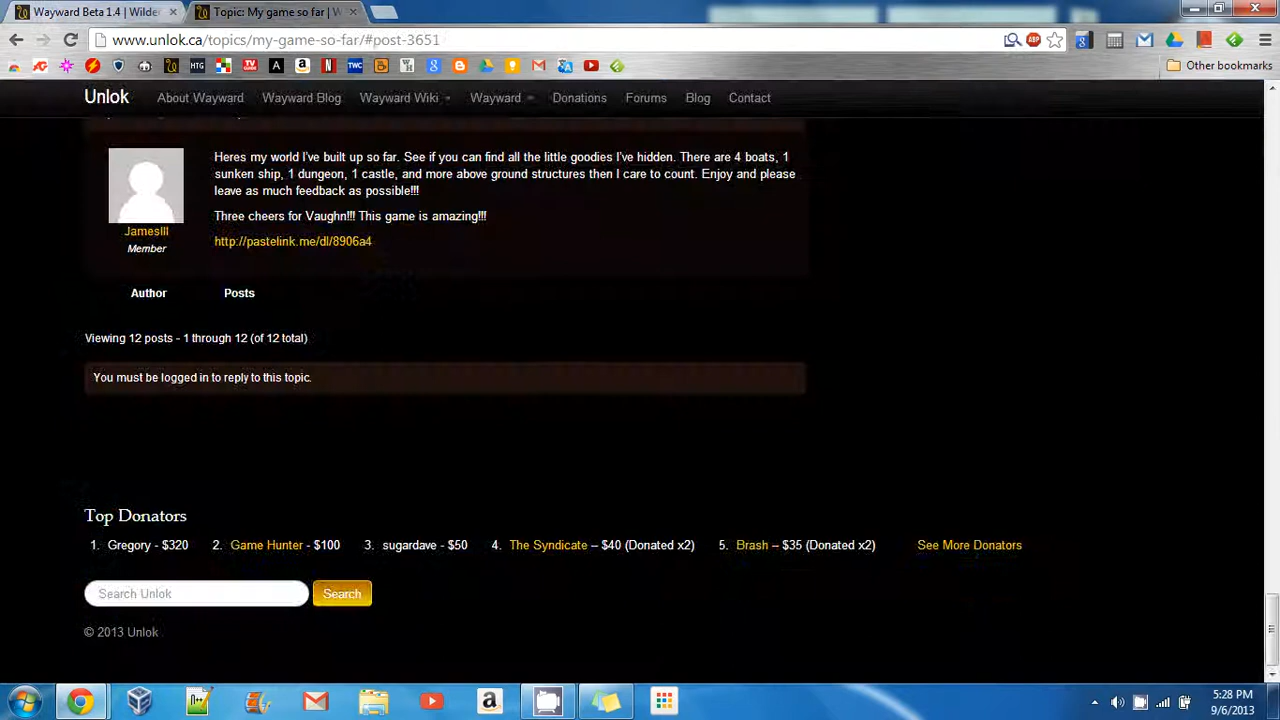 Wayward Beta 1.4 | Wilde
Topic: My game so far | W
www.unlok.ca/topics/my-game-so-far/#post-3651
Other bookmarks
Unlok About Wayward Wayward Blog Wayward Wiki Wayward Donations Forums Blog Contact
Heres my world I've built up so far. See if you can find all the little goodies I've hidden. There are 4 boats, 1
sunken ship, 1 dungeon, 1 castle, and more above ground structures then I care to count. Enjoy and please
leave as much feedback as possible!!!
Three cheers for Vaughn!!! This game is amazing!!!
http://pastelink.me/dl/8906a4
JamesIII
Member
Author Posts
Viewing 12 posts - 1 through 12 (of 12 total)
You must be logged in to reply to this topic.
Top Donators
1. Gregory - $320 2. Game Hunter - $100 3. sugardave - $50 4. The Syndicate – $40 (Donated x2) 5. Brash – $35 (Donated x2) See More Donators
Search Unlok Search
© 2013 Unlok
5:28 PM
9/6/2013